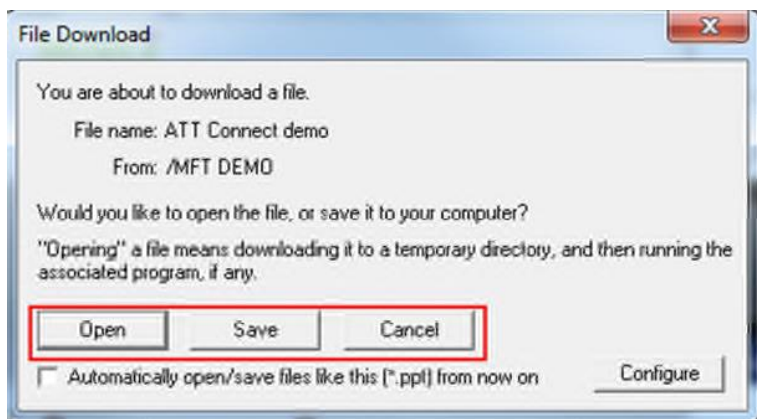 File Download
You are about to download a file.
File name: ATT Connect demo
From: /MFT DEMO
Would you like to open the file, or save it to your computer?
"Opening" a file means downloading it to a temporary directory, and then running the
associated program, if any.
Open Save Cancel
Automatically open/save files like this (*.ppt) from now on Configure